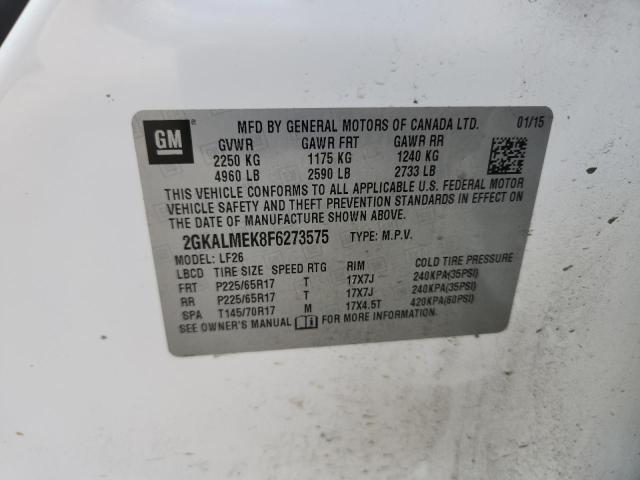 GM
MFD BY GENERAL MOTORS OF CANADA LTD. 01/15
GVWR GAWR FRT GAWR RR
2250 KG 1175 KG 1240 KG
4960 LB 2590 LB 2733 LB
THIS VEHICLE CONFORMS TO ALL APPLICABLE U.S. FEDERAL MOTOR
VEHICLE SAFETY AND THEFT PREVENTION STANDARDS IN EFFECT ON
THE DATE OF MANUFACTURE SHOWN ABOVE.
2GKALMEK8F6273575 TYPE: M.P.V.
MODEL: LF26
LBCD TIRE SIZE SPEED RTG RIM COLD TIRE PRESSURE
FRT P225/65R17 T 17X7J 240KPA(35PSI)
RR P225/65R17 T 17X7J 240KPA(35PSI)
SPA T145/70R17 M 17X4.5T 420KPA(60PSI)
SEE OWNER'S MANUAL FOR MORE INFORMATION.